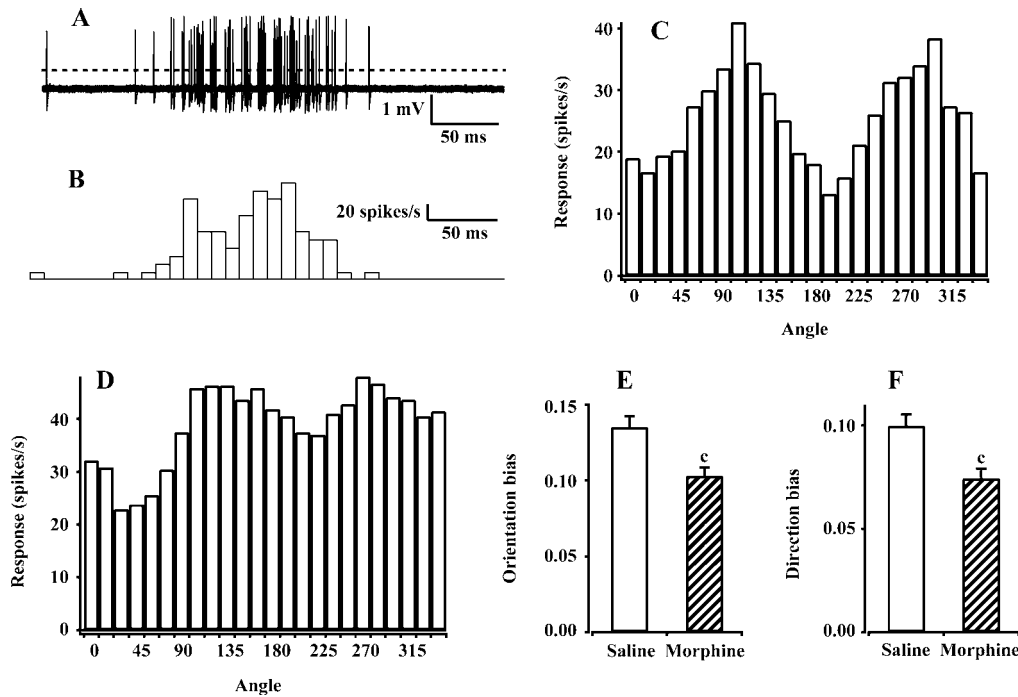 A
1 mV
50 ms
B
20 spikes/s
50 ms
C
Response (spikes/s)
40
30
20
10
0
0 45 90 135 180 225 270 315
Angle
D
Response (spikes/s)
40
30
20
10
0
0 45 90 135 180 225 270 315
Angle
E
Orientation bias
0.15
0.10
0.05
0.00
c
Saline Morphine
F
Direction bias
0.10
0.05
0.00
c
Saline Morphine